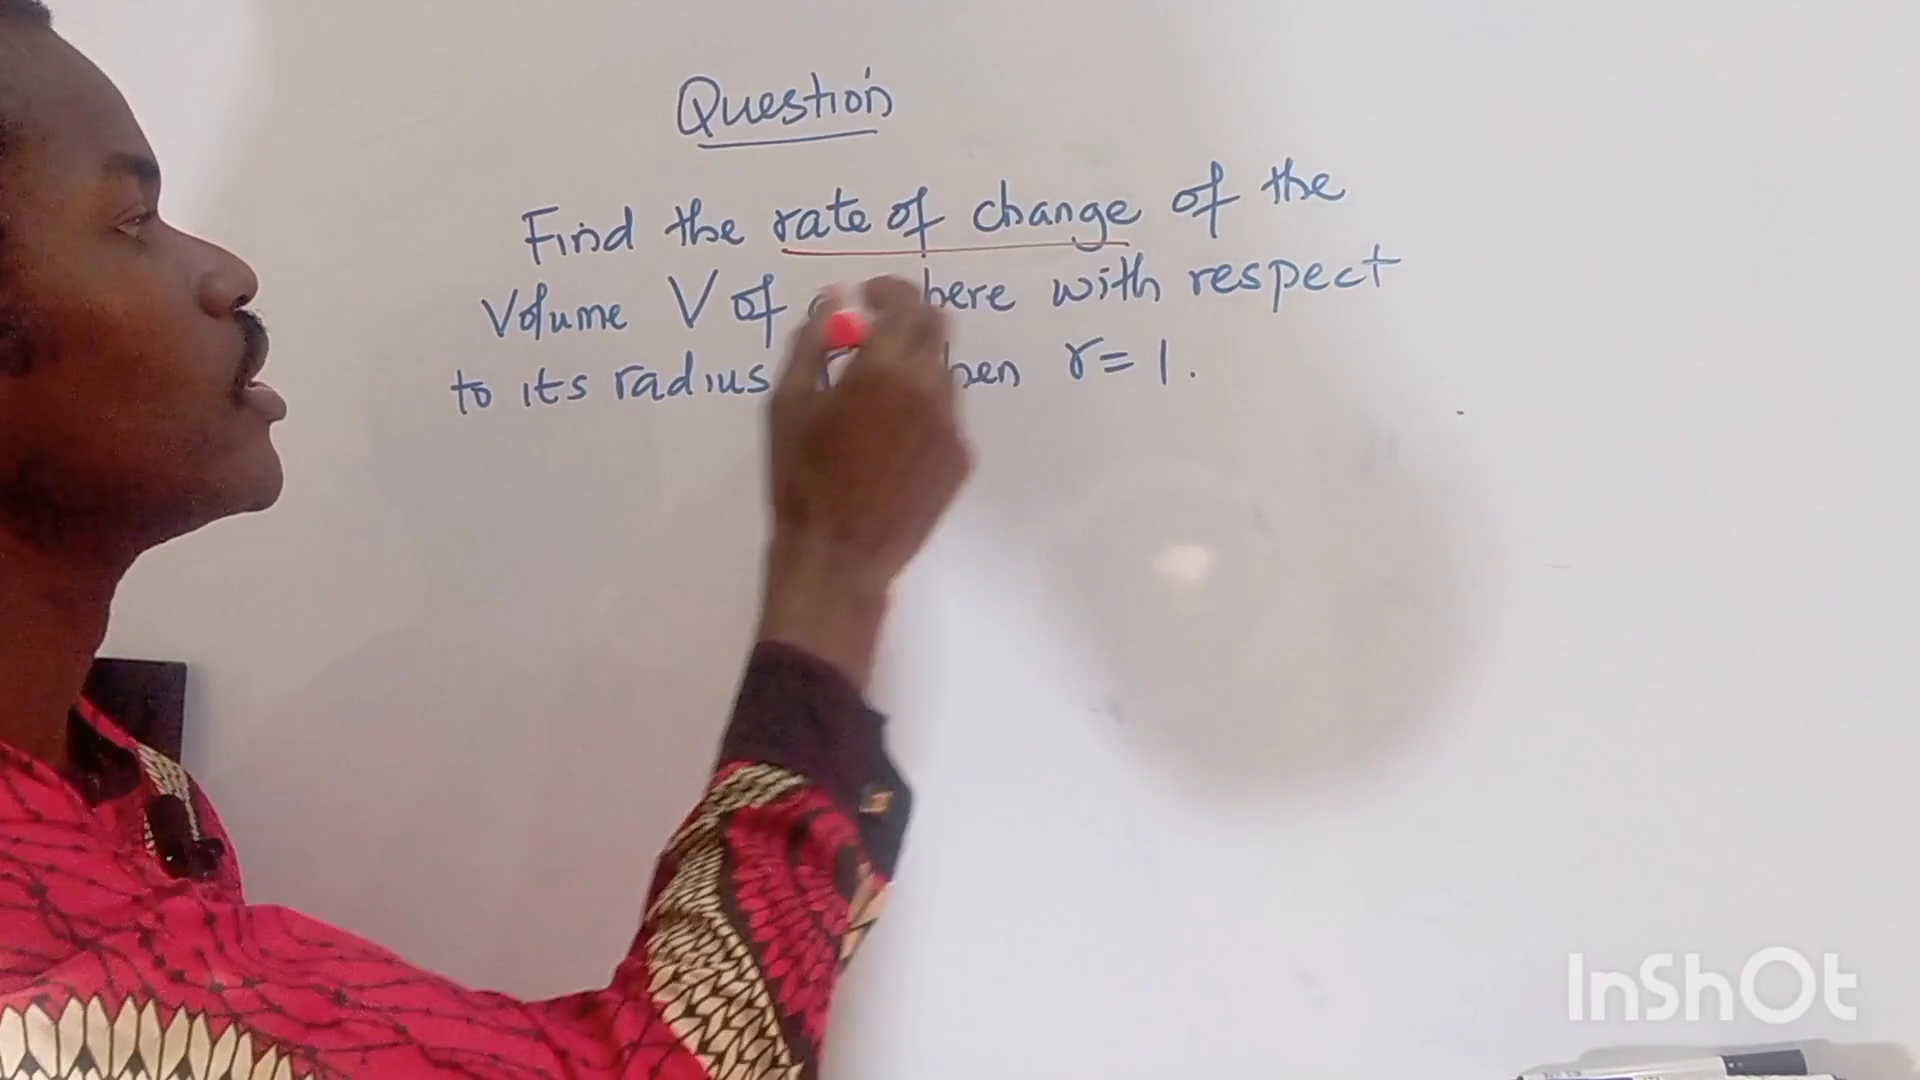 Question
Find the rate of change of the
Volume V of here with respect
to its radius hen r = 1.
InShOt